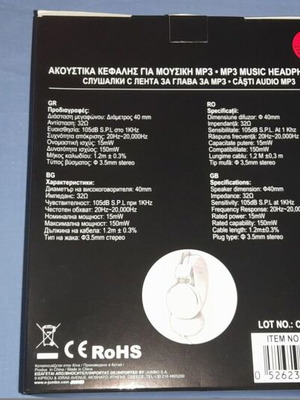 ΑΚΟΥΣΤΙΚΑ ΚΕΦΑΛΗΣ ΓΙΑ ΜΟΥΣΙΚΗ MP3 • MP3 MUSIC HEADPH
СЛУШАЛКИ С ЛЕНТА ЗА ГЛАВА ЗА MP3 • CĂȘTI AUDIO MP3
GR
Προδιαγραφές:
Διάσταση μεγαφώνου: Διάμετρος 40 mm
Αντίσταση: 32Ω
Ευαισθησία: 105dB S.P.L στο 1KHz
Συχνότητα απόκρισης: 20Hz~20,000Hz
Ονομαστική ισχύς: 15mW
Δυνατότητα ισχύος: 150mW
Μήκος καλωδίου: 1.2m ± 0.3%
Τύπος βύσματος: Φ 3.5mm stereo
RO
Specificații:
Dimensiune difuzor: Φ 40mm
Impedanta: 32Ω
Sensibilitate: 105dB S.P.L. At 1 Khz
Răspuns frecvență: 20Hz~20,000Hz
Capacitate putere: 15mW
Capacitate: 150mW
Lungime cablu: 1.2 M ± 0.3 m
Tip mufă: Φ 3.5mm stereo
BG
Характеристики:
Диаметър на високоговорителя: 40mm
Импеданс: 32Ω
Чувствителност: 105dB S.P.L при 1KHz
Честотен обхват: 20Hz~20,000Hz
Номинална мощност: 15mW
Мощност: 150mW
Дължина на кабела: 1.2m ± 0.3%
Тип на жака: Φ3.5mm стерео
GB
Specifications:
Speaker dimension: Φ40mm
Impedance: 32Ω
Sensitivity: 105dB S.P.L at 1KHz
Frequency Response: 20Hz~20,000Hz
Rated power: 15mW
Rated capability: 150mW
Cable length: 1.2m±0.3%
Plug type: Φ 3.5mm stereo
CE RoHS
LOT NO.: C
ITEM NO
0 52623